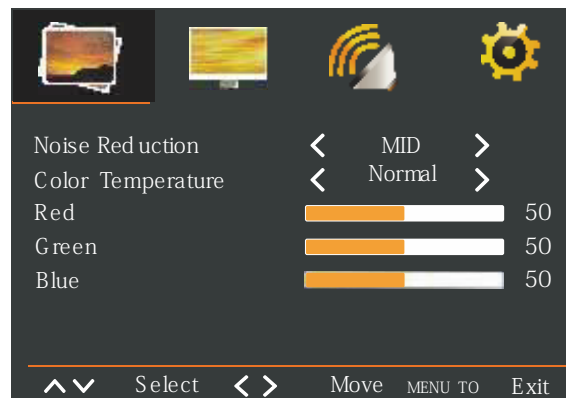 Noise Reduction MID
Color Temperature Normal
Red 50
Green 50
Blue 50
Select Move MENU TO Exit